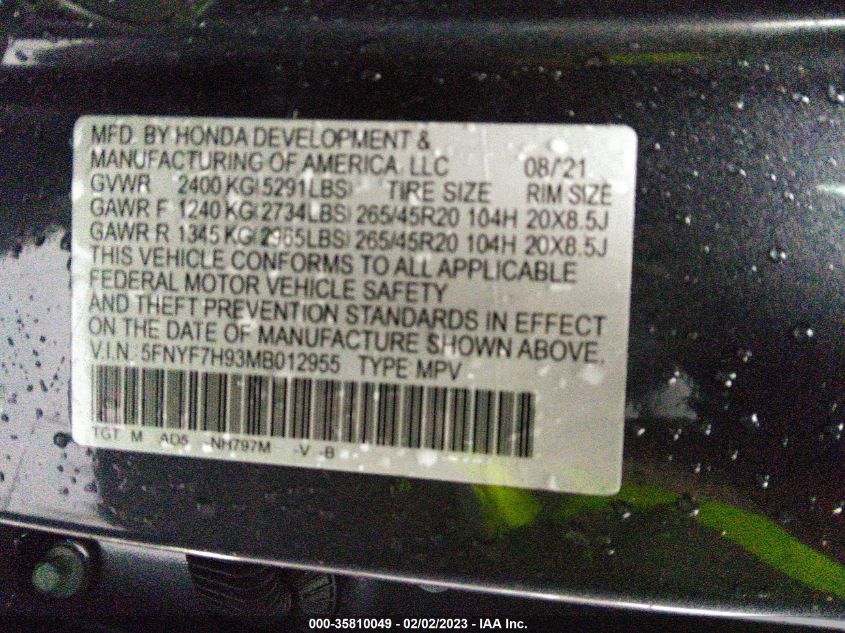 MFD. BY HONDA DEVELOPMENT &
MANUFACTURING OF AMERICA, LLC 08/'21
GVWR 2400 KG(5291LBS) TIRE SIZE RIM SIZE
GAWR F 1240 KG(2734LBS) 265/45R20 104H 20X8.5J
GAWR R 1345 KG(2965LBS) 265/45R20 104H 20X8.5J
THIS VEHICLE CONFORMS TO ALL APPLICABLE
FEDERAL MOTOR VEHICLE SAFETY
AND THEFT PREVENTION STANDARDS IN EFFECT
ON THE DATE OF MANUFACTURE SHOWN ABOVE.
V.I.N.: 5FNYF7H93MB012955 TYPE MPV
TGT M AD5 -NH797M -V -B
000-35810049 - 02/02/2023 - IAA Inc.